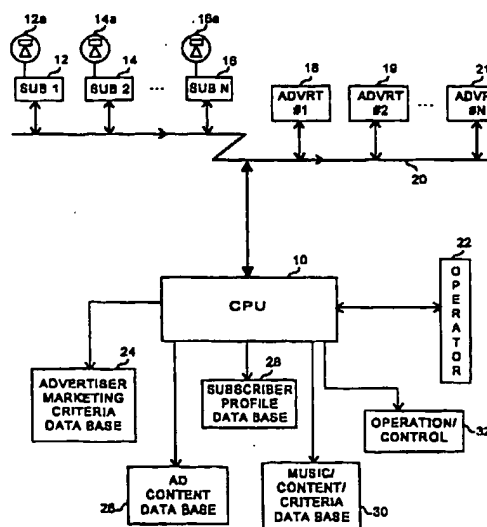 12a 14a 16a
12 14 16
SUB 1 SUB 2 ... SUB N
18 19 21
ADVRT #1 ADVRT #2 ... ADVRT #N
20
10
CPU
22
OPERATOR
24
ADVERTISER
MARKETING
CRITERIA
DATA BASE
28
SUBSCRIBER
PROFILE
DATA BASE
OPERATION/
CONTROL
32
AD
CONTENT
DATA BASE
26
MUSIC/
CONTENT/
CRITERIA
DATA BASE
30